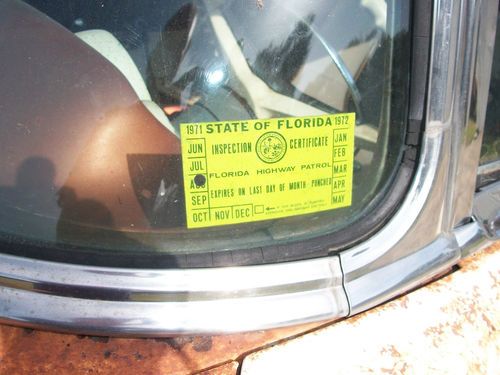 1971 STATE OF FLORIDA 1972
JUN INSPECTION CERTIFICATE JAN
JUL FEB
FLORIDA HIGHWAY PATROL MAR
SEP EXPIRES ON LAST DAY OF MONTH PUNCHED APR
OCT NOV DEC MAY